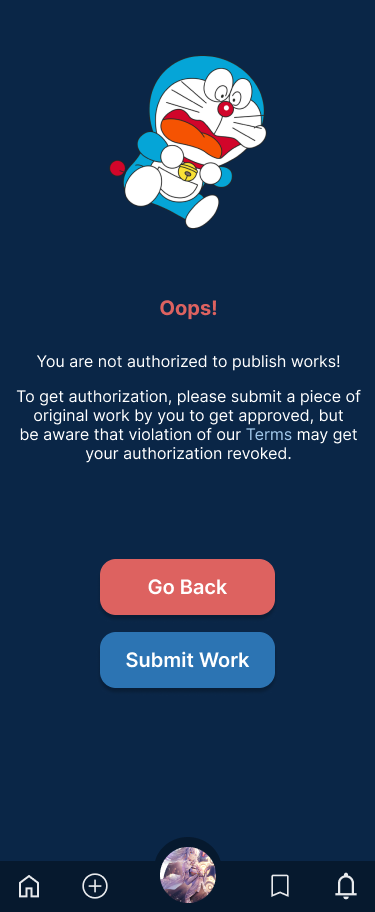 Oops!
You are not authorized to publish works!
To get authorization, please submit a piece of
original work by you to get approved, but
be aware that violation of our Terms may get
your authorization revoked.
Go Back
Submit Work